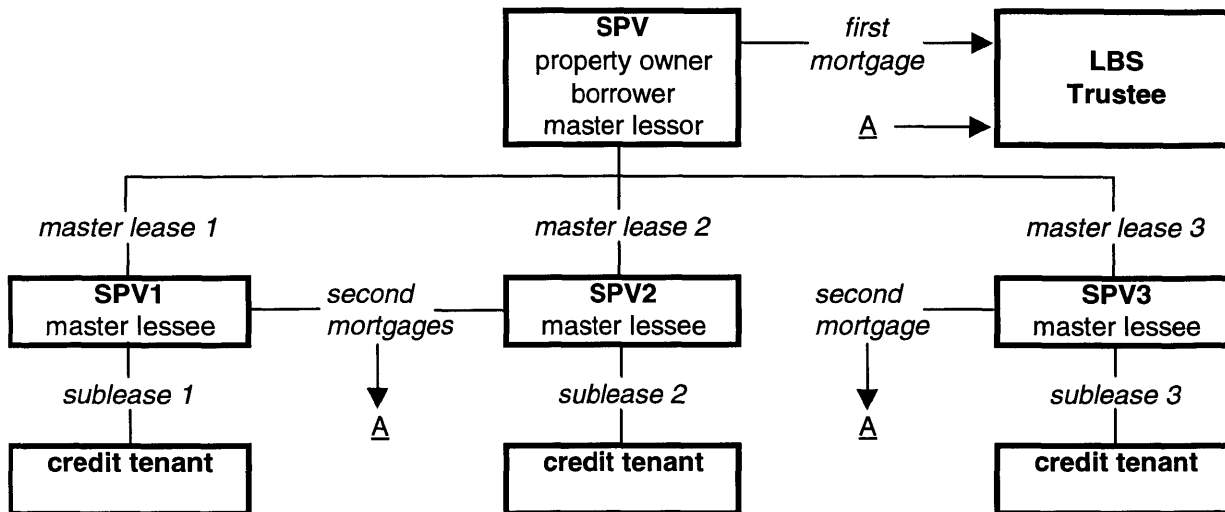 SPV
property owner
borrower
master lessor
first
mortgage
LBS
Trustee
A
master lease 1
master lease 2
master lease 3
SPV1
master lessee
second
mortgages
SPV2
master lessee
second
mortgage
SPV3
master lessee
sublease 1
A
sublease 2
A
sublease 3
credit tenant
credit tenant
credit tenant